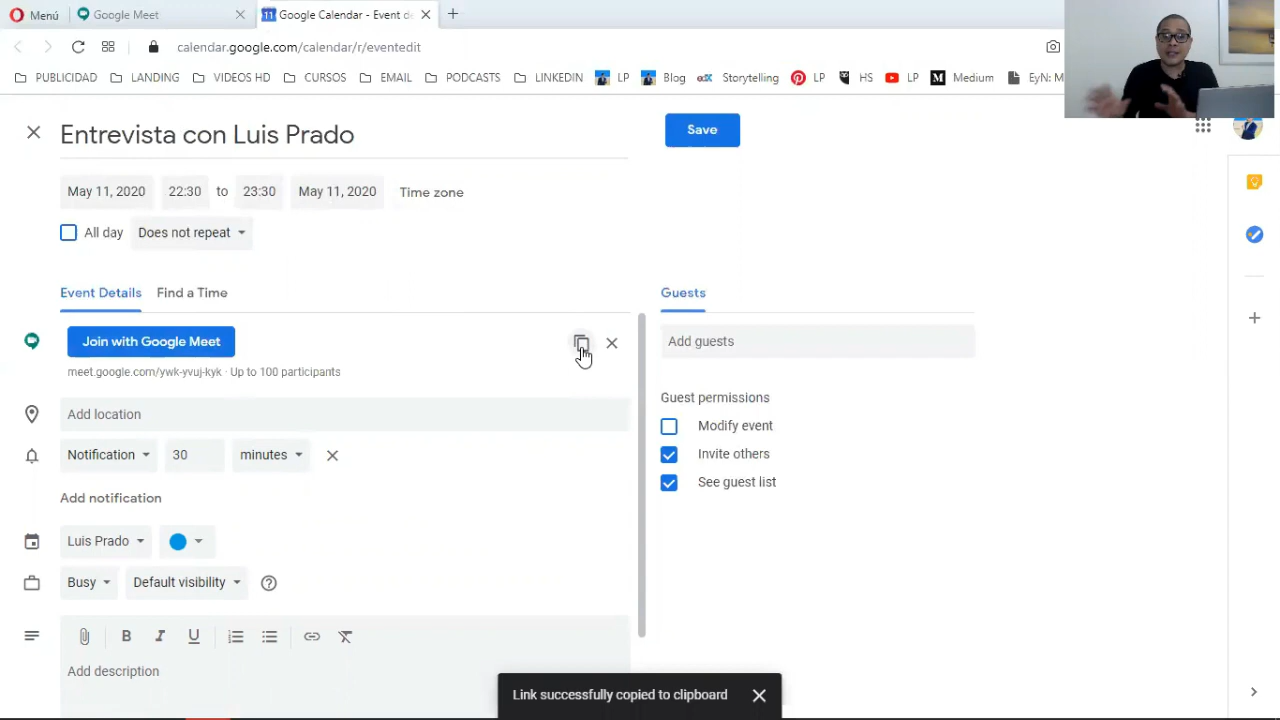 Menú
Google Meet
Google Calendar - Event de
calendar.google.com/calendar/r/eventedit
PUBLICIDAD
LANDING
VIDEOS HD
CURSOS
EMAIL
PODCASTS
LINKEDIN
LP
Blog
edX
Storytelling
LP
HS
LP
Medium
EyN: M
Entrevista con Luis Prado
Save
May 11, 2020 22:30 to 23:30 May 11, 2020 Time zone
All day Does not repeat
Event Details Find a Time
Guests
Join with Google Meet
meet.google.com/ywk-yvuj-kyk · Up to 100 participants
Add guests
Guest permissions
Modify event
Invite others
See guest list
Add location
Notification 30 minutes
Add notification
Luis Prado
Busy Default visibility
B I U
Add description
Link successfully copied to clipboard